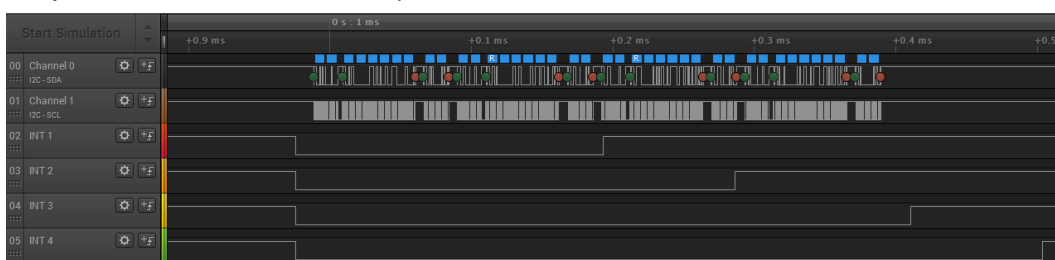 0 s : 1 ms
Start Simulation
+0.9 ms
+0.1 ms
+0.2 ms
+0.3 ms
+0.4 ms
+0.5
00 Channel 0
I2C - SDA
R
R
01 Channel 1
I2C - SCL
02 INT 1
03 INT 2
04 INT 3
05 INT 4